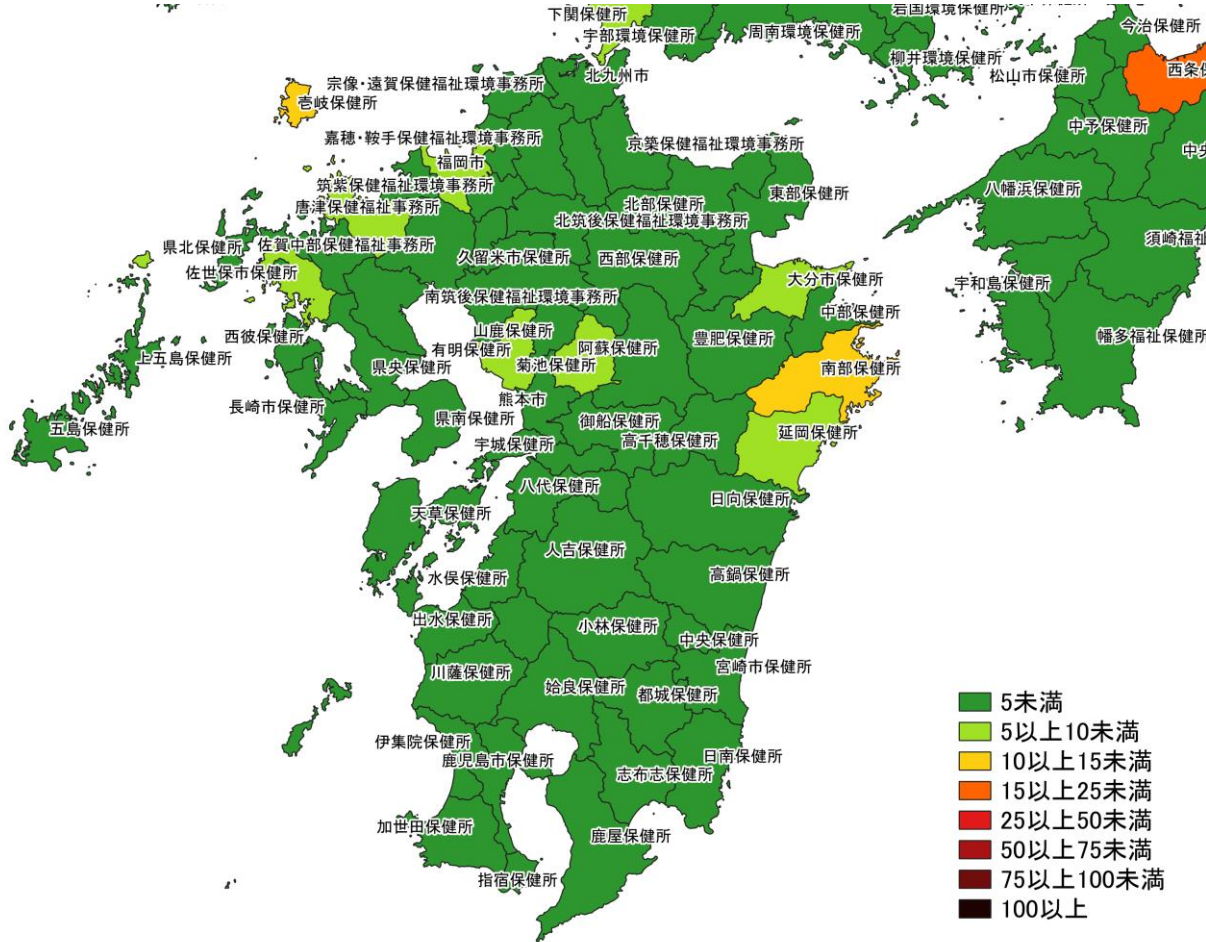 下関保健所
岩国環境保健所
宇部環境保健所
周南環境保健所
今治保健所
柳井環境保健所
西条保
北九州市
松山市保健所
宗像・遠賀保健福祉環境事務所
壱岐保健所
中予保健所
嘉穂・鞍手保健福祉環境事務所
京築保健福祉環境事務所
中央
福岡市
筑紫保健福祉環境事務所
東部保健所
八幡浜保健所
唐津保健福祉事務所
北部保健所
北筑後保健福祉環境事務所
県北保健所
佐賀中部保健福祉事務所
須崎福祉
久留米市保健所
西部保健所
佐世保市保健所
大分市保健所
宇和島保健所
南筑後保健福祉環境事務所
中部保健所
西彼保健所
山鹿保健所
豊肥保健所
幡多福祉保健所
有明保健所
阿蘇保健所
上五島保健所
県央保健所
菊池保健所
南部保健所
長崎市保健所
熊本市
五島保健所
県南保健所
御船保健所
延岡保健所
宇城保健所
高千穂保健所
八代保健所
日向保健所
天草保健所
人吉保健所
水俣保健所
高鍋保健所
出水保健所
小林保健所
中央保健所
川薩保健所
宮崎市保健所
姶良保健所
都城保健所
伊集院保健所
鹿児島市保健所
日南保健所
志布志保健所
加世田保健所
鹿屋保健所
指宿保健所
5未満
5以上10未満
10以上15未満
15以上25未満
25以上50未満
50以上75未満
75以上100未満
100以上